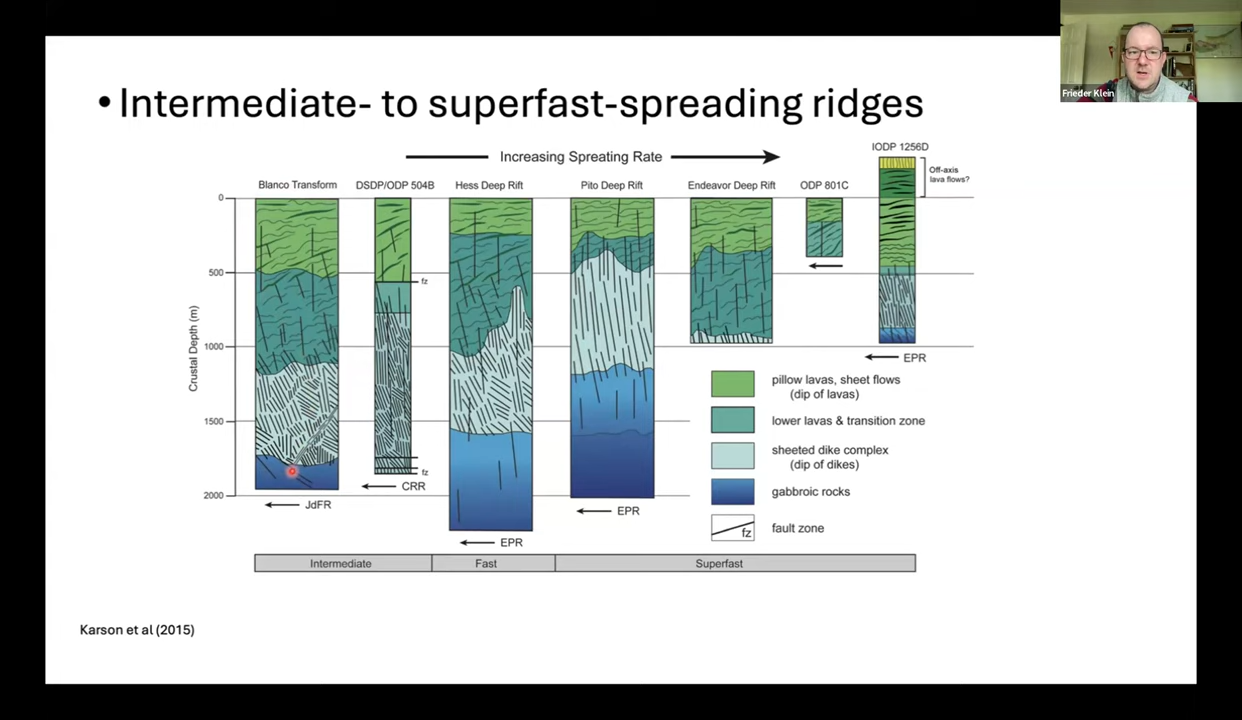 Frieder Klein
• Intermediate- to superfast-spreading ridges
Increasing Spreating Rate
IODP 1256D
Off-axis
lava flows?
Blanco Transform
DSDP/ODP 504B
Hess Deep Rift
Pito Deep Rift
Endeavor Deep Rift
ODP 801C
Crustal Depth (m)
0
500
1000
1500
2000
fz
fz
JdFR
CRR
EPR
EPR
EPR
pillow lavas, sheet flows
(dip of lavas)
lower lavas & transition zone
sheeted dike complex
(dip of dikes)
gabbroic rocks
fz
fault zone
Intermediate
Fast
Superfast
Karson et al (2015)